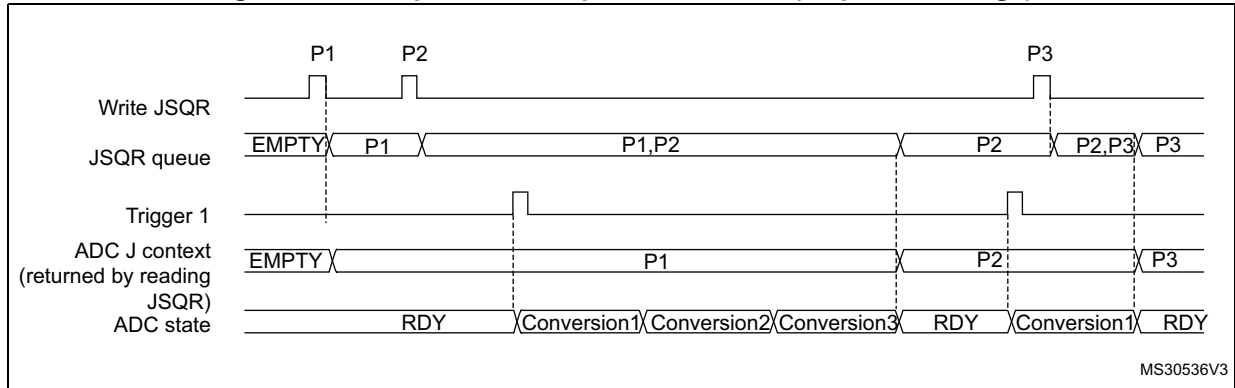 P1 P2 P3
Write JSQR
JSQR queue EMPTY P1 P1,P2 P2 P2,P3 P3
Trigger 1
ADC J context
(returned by reading
JSQR)
EMPTY P1 P2 P3
ADC state RDY Conversion1 Conversion2 Conversion3 RDY Conversion1 RDY
MS30536V3